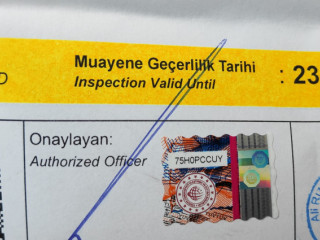 Muayene Geçerlilik Tarihi : 23
Inspection Valid Until
Onaylayan:
Authorized Officer
75H0PCCUY